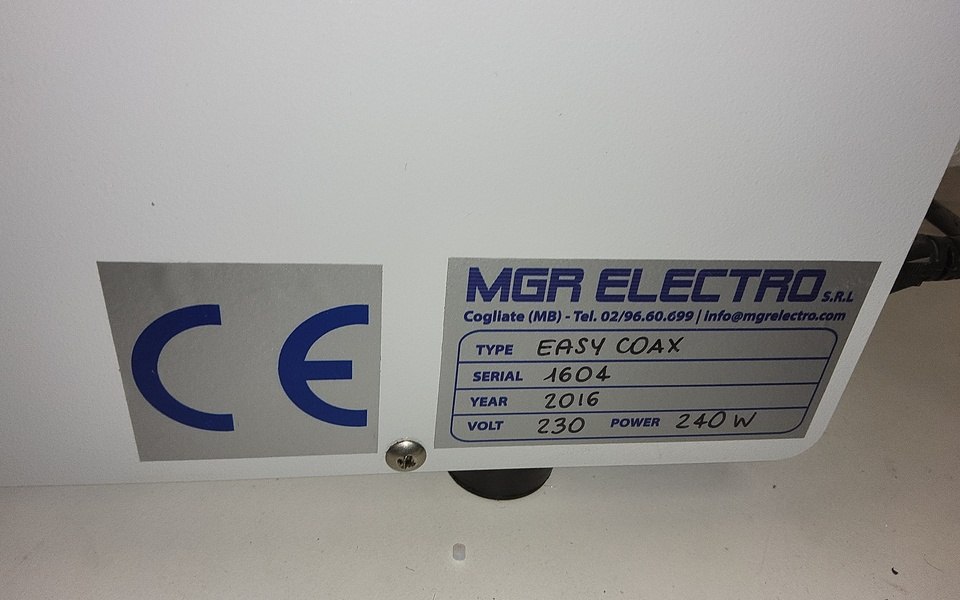 CE
MGR ELECTRO S.R.L
Cogliate (MB) - Tel. 02/96.60.699 | info@mgrelectro.com
TYPE EASY COAX
SERIAL 1604
YEAR 2016
VOLT 230 POWER 240 W